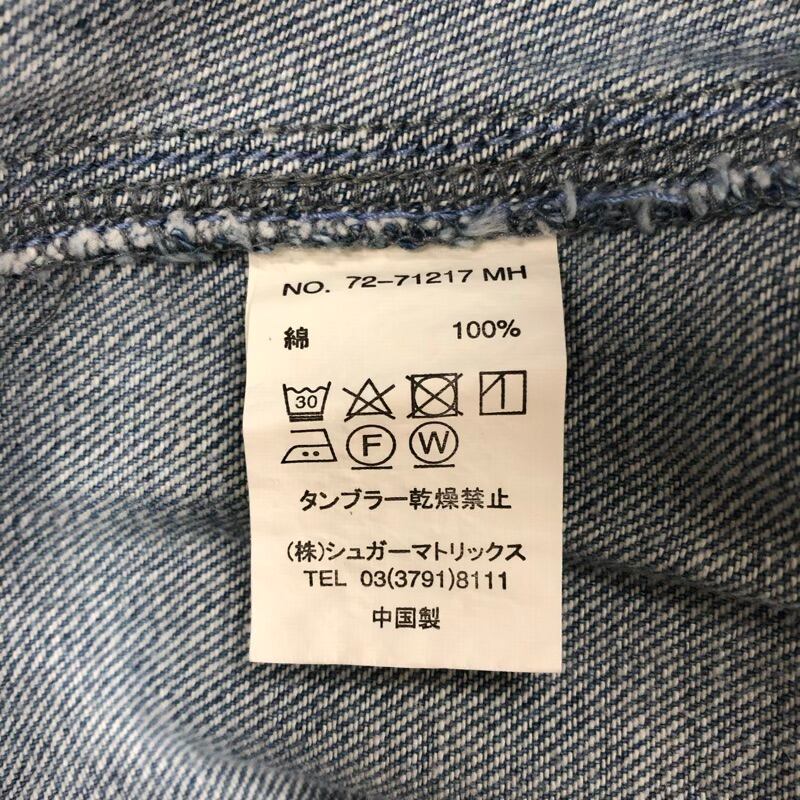 NO. 72-71217 MH
綿 100%
30
F W
タンブラー乾燥禁止
(株)シュガーマトリックス
TEL 03(3791)8111
中国製